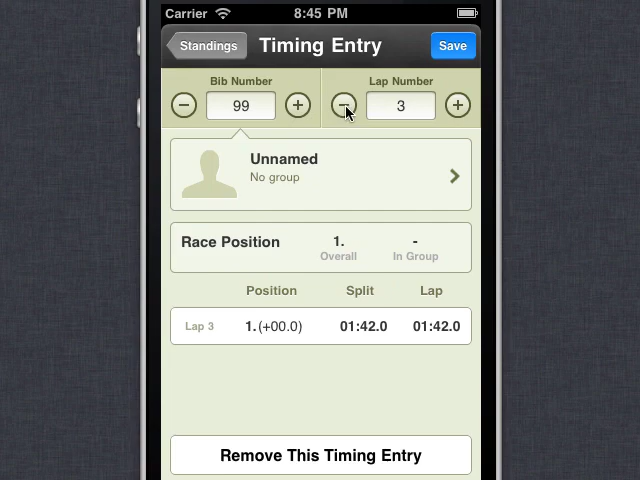 Carrier 8:45 PM
Standings Timing Entry Save
Bib Number Lap Number
99 3
Unnamed
No group
Race Position 1. -
Overall In Group
Position Split Lap
Lap 3 1.(+00.0) 01:42.0 01:42.0
Remove This Timing Entry